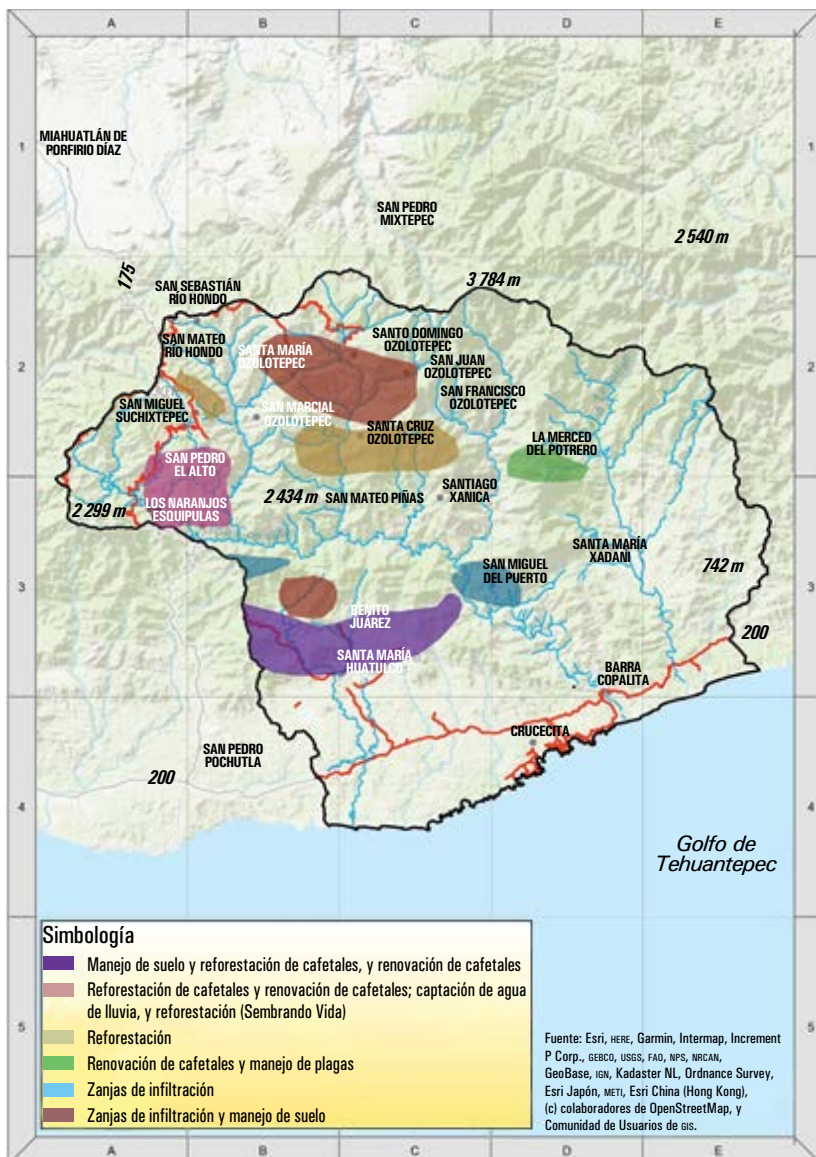 A B C D E
1 1
MIAHUATLÁN DE
PORFIRIO DÍAZ
SAN PEDRO
MIXTEPEC
2 540 m
175
SAN SEBASTIÁN
RÍO HONDO
3 784 m
2 2
SAN MATEO
RÍO HONDO
SANTA MARÍA
OZOLOTEPEC
SANTO DOMINGO
OZOLOTEPEC
SAN JUAN
OZOLOTEPEC
SAN FRANCISCO
OZOLOTEPEC
SAN MIGUEL
SUCHIXTEPEC
SAN MARCIAL
OZOLOTEPEC
SANTA CRUZ
OZOLOTEPEC
LA MERCED
DEL POTRERO
SAN PEDRO
EL ALTO
2 299 m
LOS NARANJOS
ESQUIPULAS
2 434 m
SAN MATEO PIÑAS
SANTIAGO
XANICA
SANTA MARÍA
XADANI
3 3
SAN MIGUEL
DEL PUERTO
742 m
BENITO
JUÁREZ
200
SANTA MARÍA
HUATULCO
BARRA
COPALITA
CRUCECITA
SAN PEDRO
POCHUTLA
200
4 4
Golfo de
Tehuantepec
Simbología
Manejo de suelo y reforestación de cafetales, y renovación de cafetales
Reforestación de cafetales y renovación de cafetales; captación de agua
de lluvia, y reforestación (Sembrando Vida)
Reforestación
Renovación de cafetales y manejo de plagas
Zanjas de infiltración
Zanjas de infiltración y manejo de suelo
5 5
Fuente: Esri, HERE, Garmin, Intermap, Increment
P Corp., GEBCO, USGS, FAO, NPS, NRCAN,
GeoBase, IGN, Kadaster NL, Ordnance Survey,
Esri Japón, METI, Esri China (Hong Kong),
(c) colaboradores de OpenStreetMap, y
Comunidad de Usuarios de GIS.
A B C D E